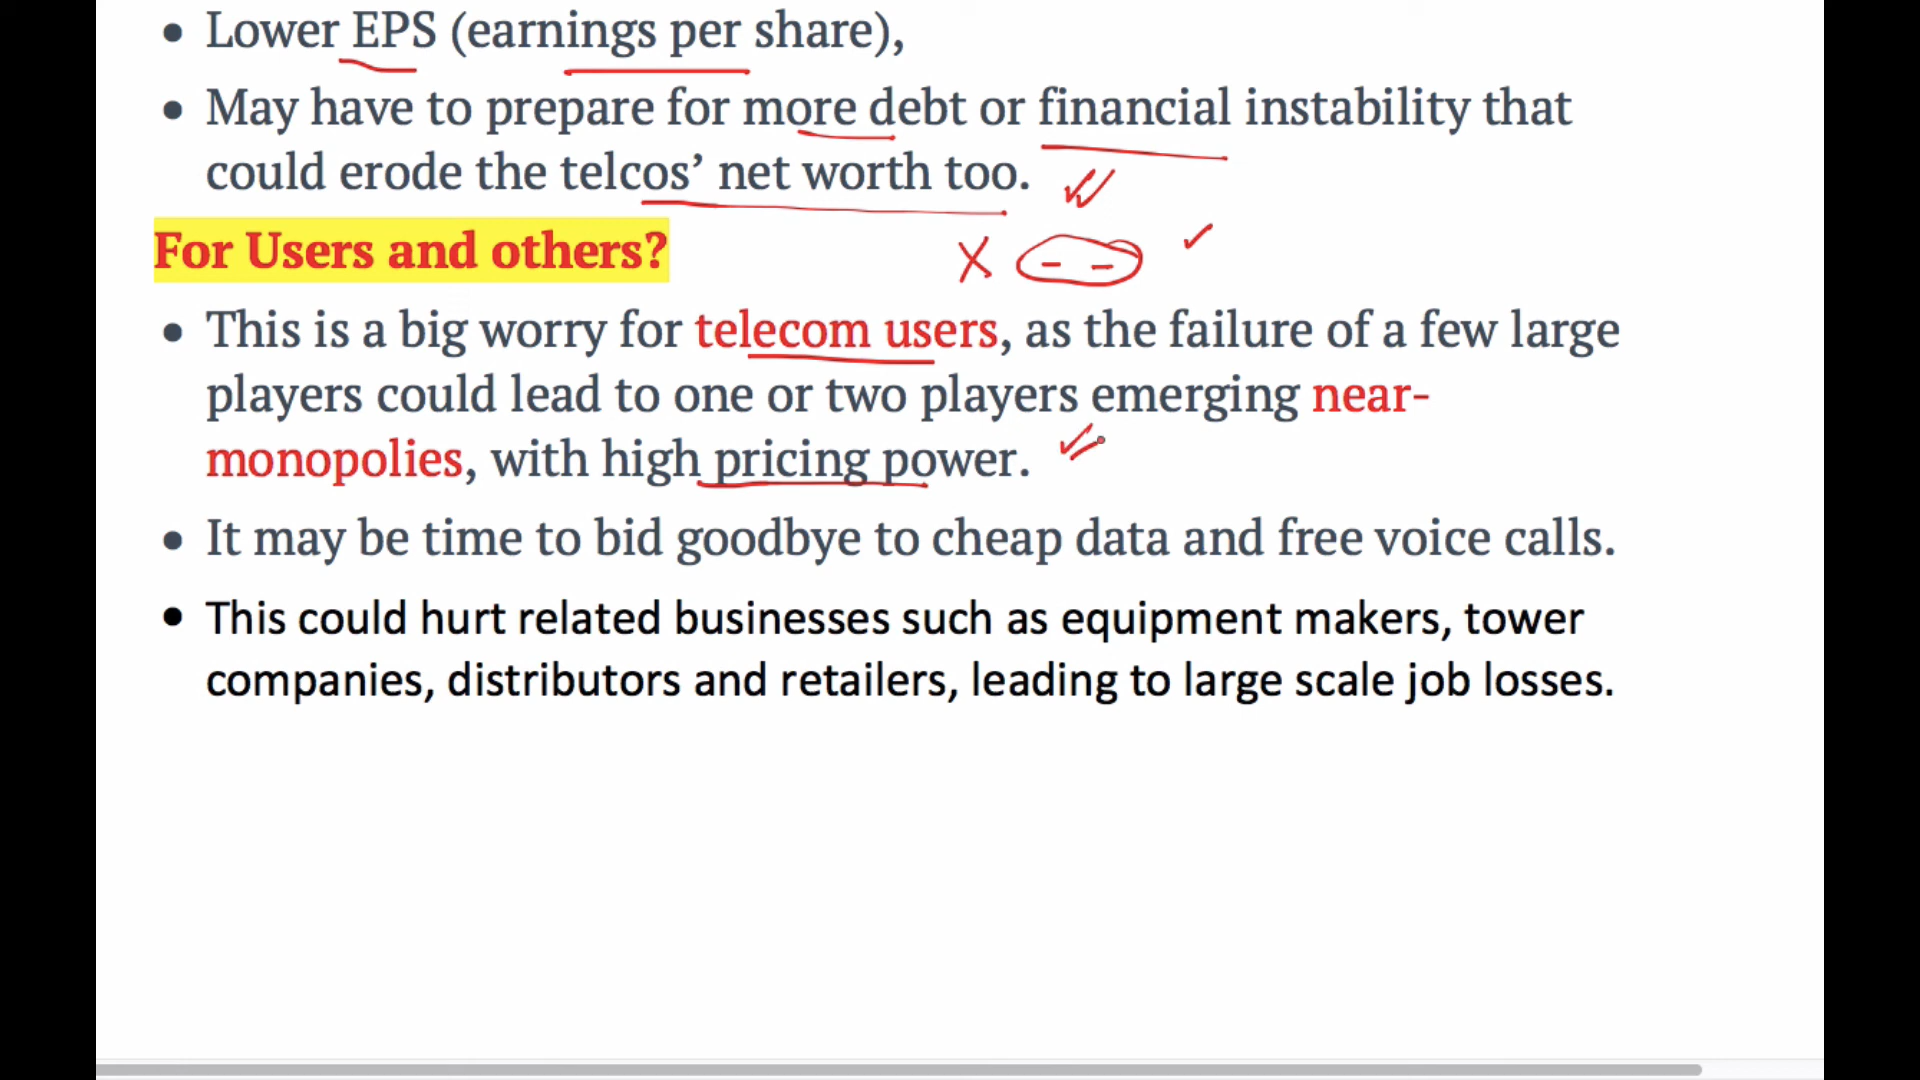 • Lower EPS (earnings per share),
• May have to prepare for more debt or financial instability that
could erode the telcos’ net worth too.
For Users and others?
• This is a big worry for telecom users, as the failure of a few large
players could lead to one or two players emerging near-
monopolies, with high pricing power.
• It may be time to bid goodbye to cheap data and free voice calls.
• This could hurt related businesses such as equipment makers, tower
companies, distributors and retailers, leading to large scale job losses.